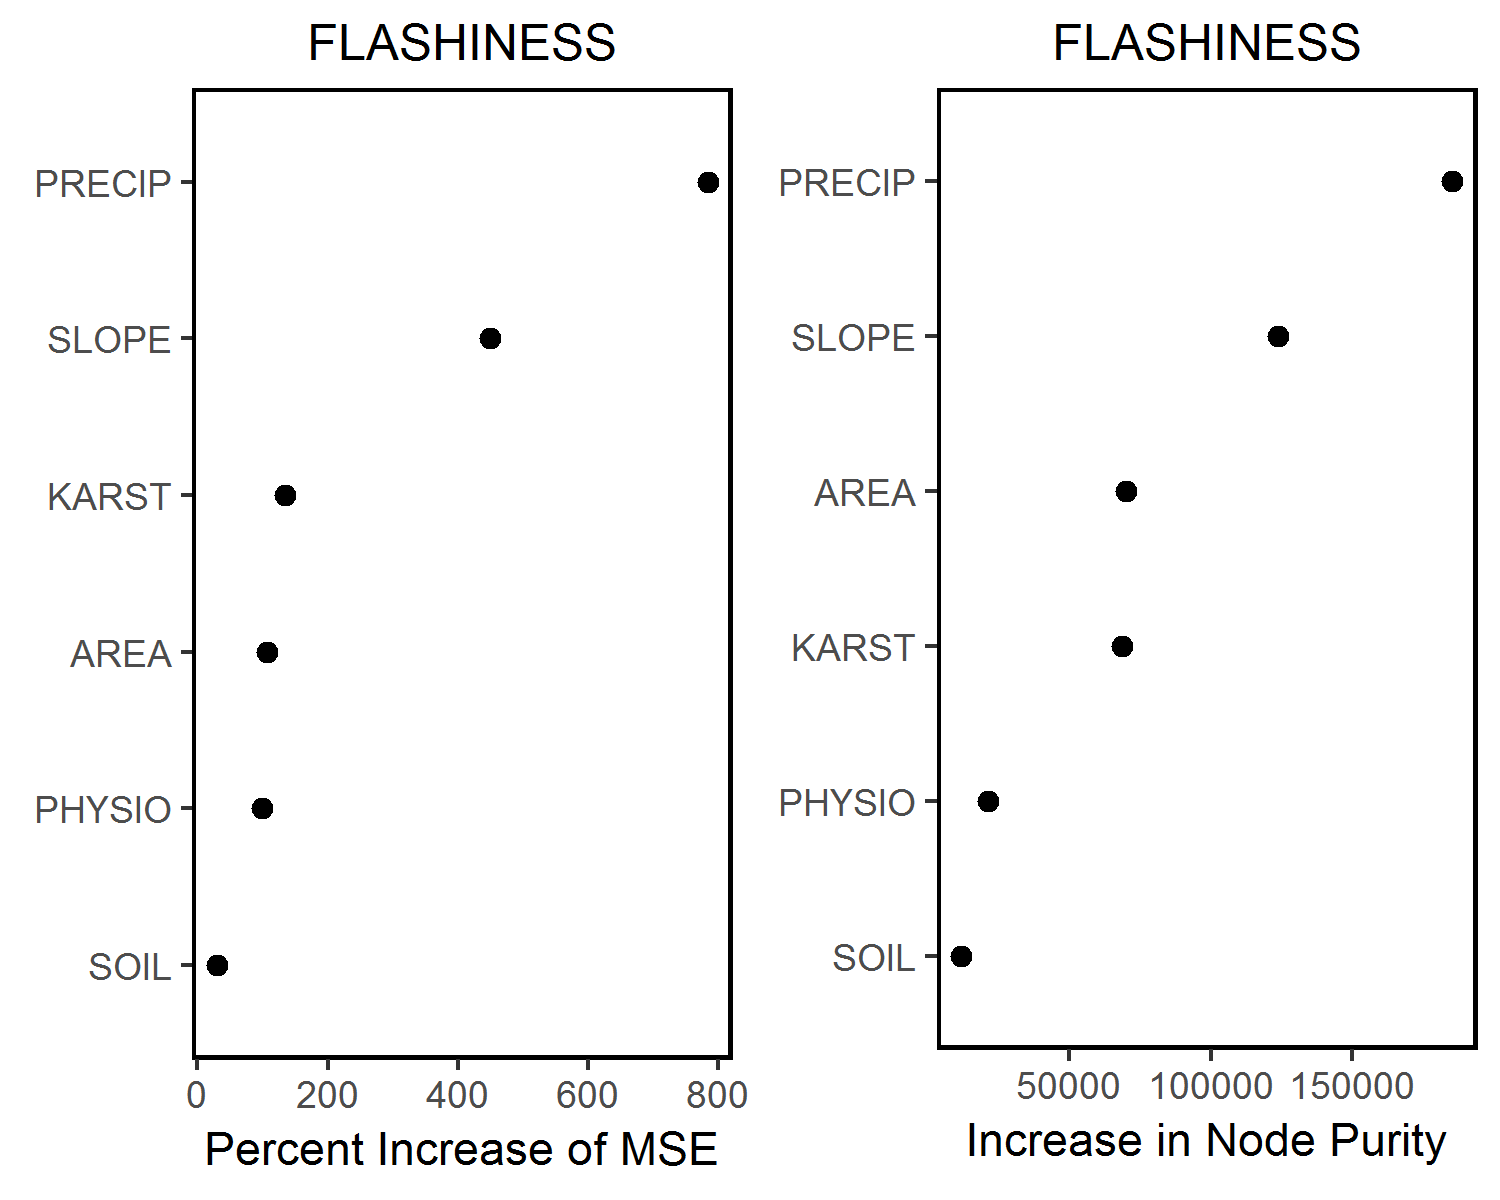 FLASHINESS
PRECIP
SLOPE
KARST
AREA
PHYSIO
SOIL
0 200 400 600 800
Percent Increase of MSE
FLASHINESS
PRECIP
SLOPE
AREA
KARST
PHYSIO
SOIL
50000 100000 150000
Increase in Node Purity